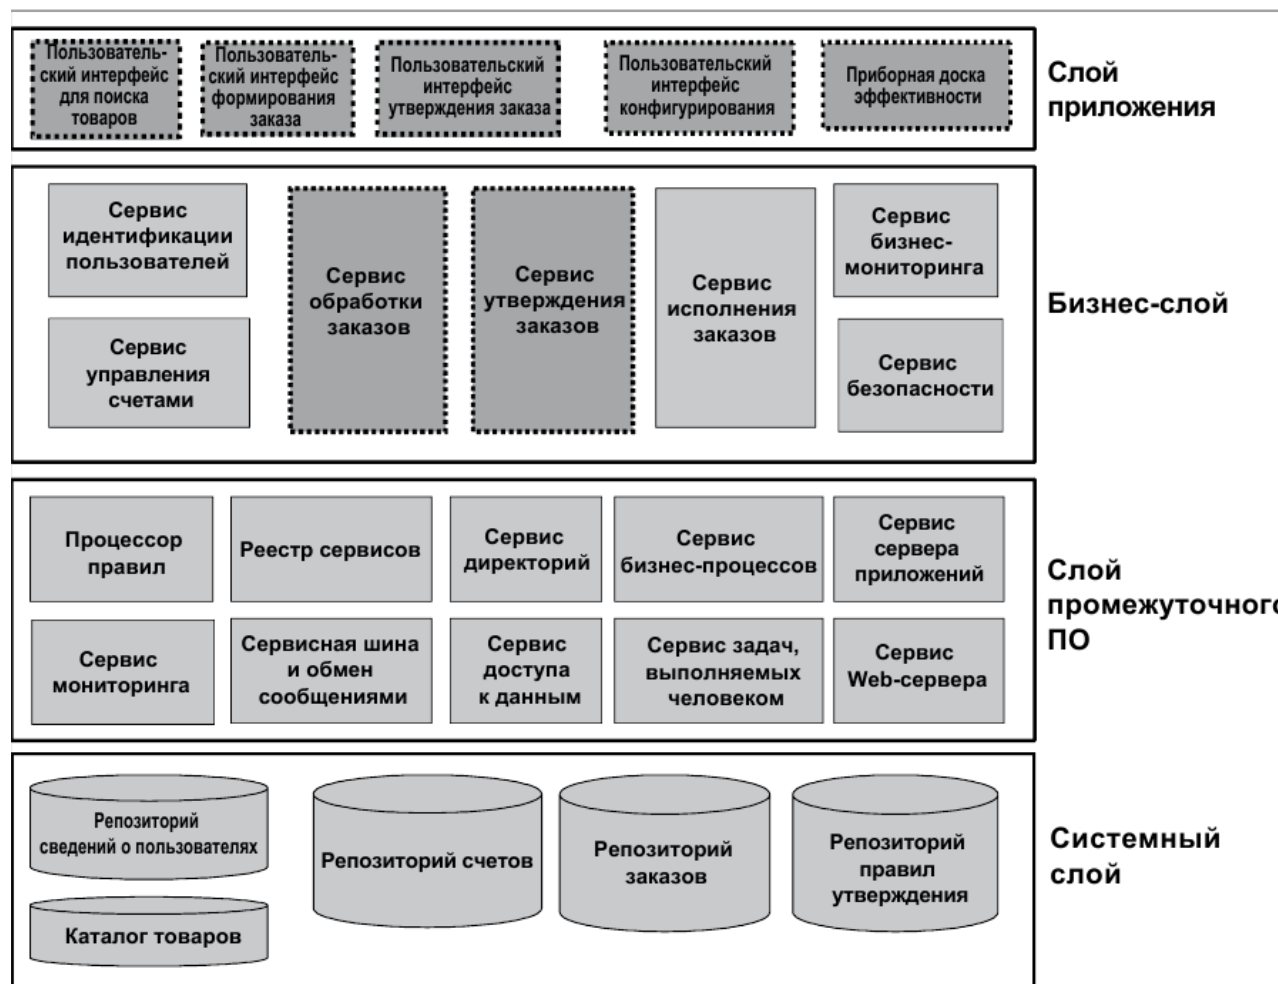 Пользователь-
ский интерфейс
для поиска
товаров
Пользователь-
ский интерфейс
формирования
заказа
Пользовательский
интерфейс
утверждения заказа
Пользовательский
интерфейс
конфигурирования
Приборная доска
эффективности
Слой
приложения
Сервис
идентификации
пользователей
Сервис
управления
счетами
Сервис
обработки
заказов
Сервис
утверждения
заказов
Сервис
исполнения
заказов
Сервис
бизнес-
мониторинга
Сервис
безопасности
Бизнес-слой
Процессор
правил
Реестр сервисов
Сервис
директорий
Сервис
бизнес-процессов
Сервис
сервера
приложений
Сервис
мониторинга
Сервисная шина
и обмен
сообщениями
Сервис
доступа
к данным
Сервис задач,
выполняемых
человеком
Сервис
Web-сервера
Слой
промежуточного
ПО
Репозиторий
сведений о пользователях
Каталог товаров
Репозиторий счетов
Репозиторий
заказов
Репозиторий
правил
утверждения
Системный
слой